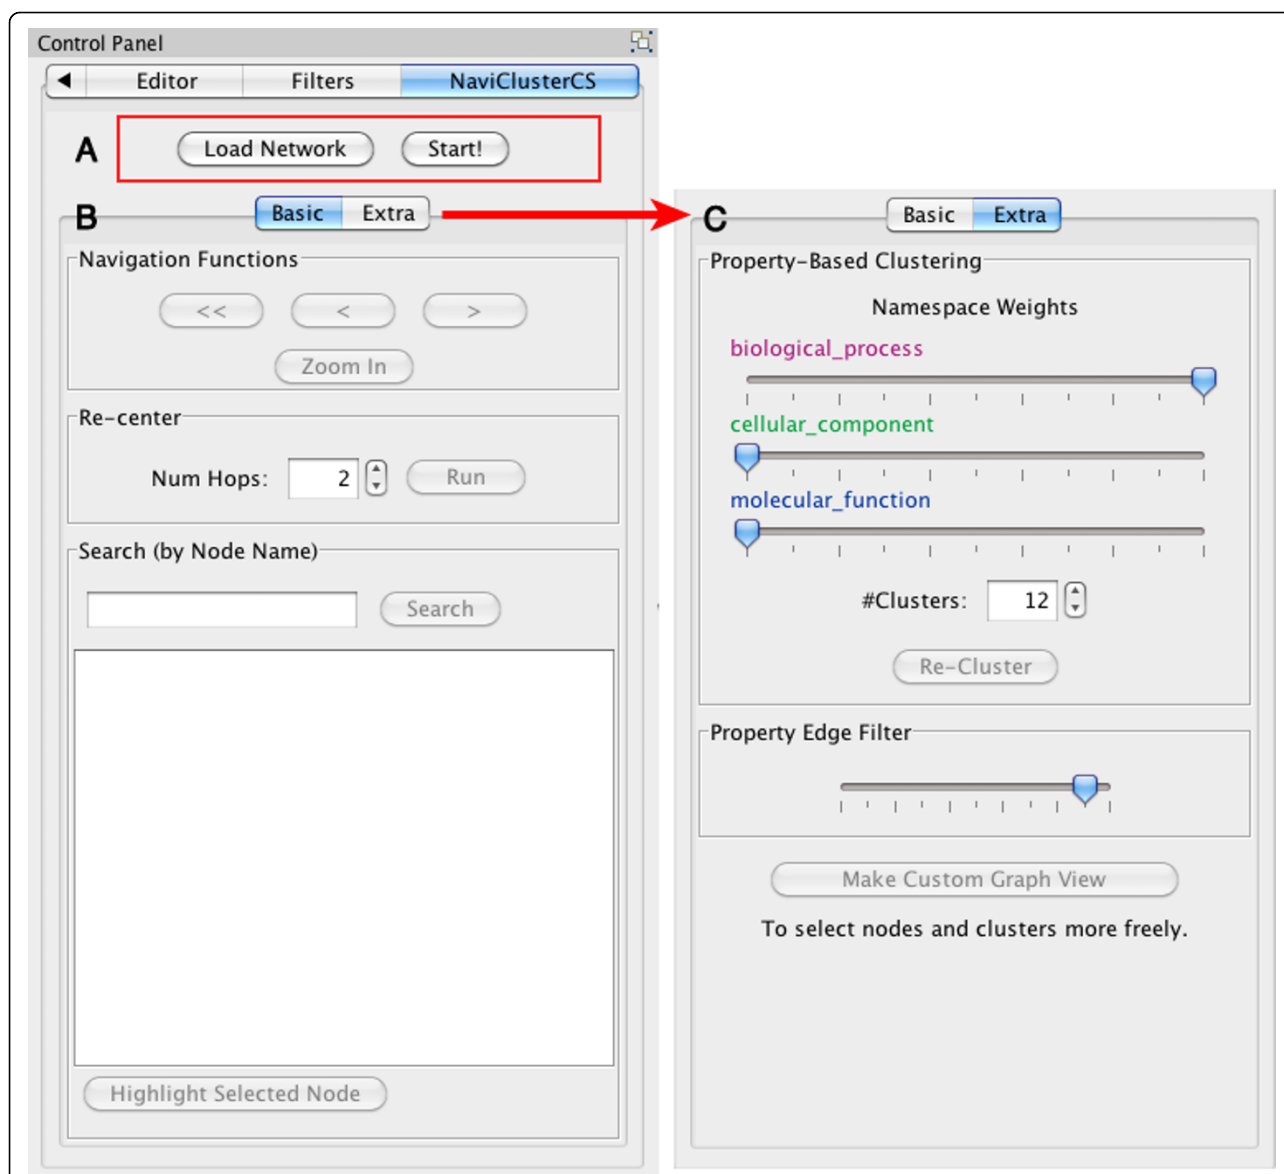 Control Panel
◀ Editor Filters NaviClusterCS
A Load Network Start!
B Basic Extra
Navigation Functions
<< < >
Zoom In
Re-center
Num Hops: 2 Run
Search (by Node Name)
Search
Highlight Selected Node
C Basic Extra
Property-Based Clustering
Namespace Weights
biological_process
cellular_component
molecular_function
#Clusters: 12
Re-Cluster
Property Edge Filter
Make Custom Graph View
To select nodes and clusters more freely.